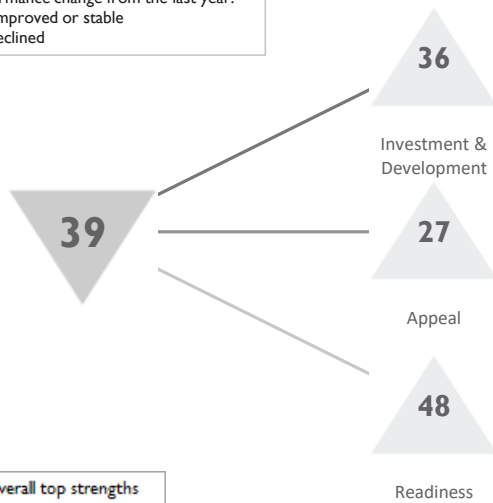 rmance change from the last year:
mproved or stable
eclined
36
Investment &
Development
39
27
Appeal
48
Readiness
verall top strengths